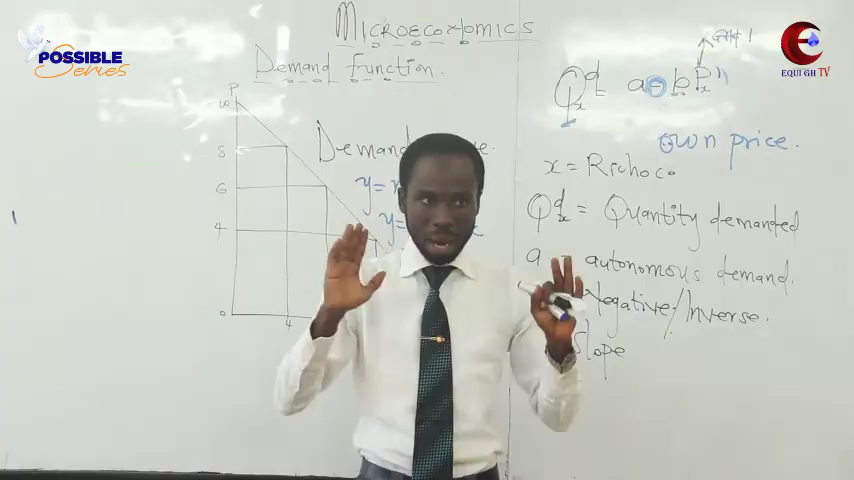 POSSIBLE
Series
MICROECONOMICS
Demand Function.
EQUI GH TV
own price.
x = Richoco
Demand
y =
y =
= Quantity demanded
a = autonomous demand.
Negative/Inverse.
Slope
P
10
8
6
4
0
4